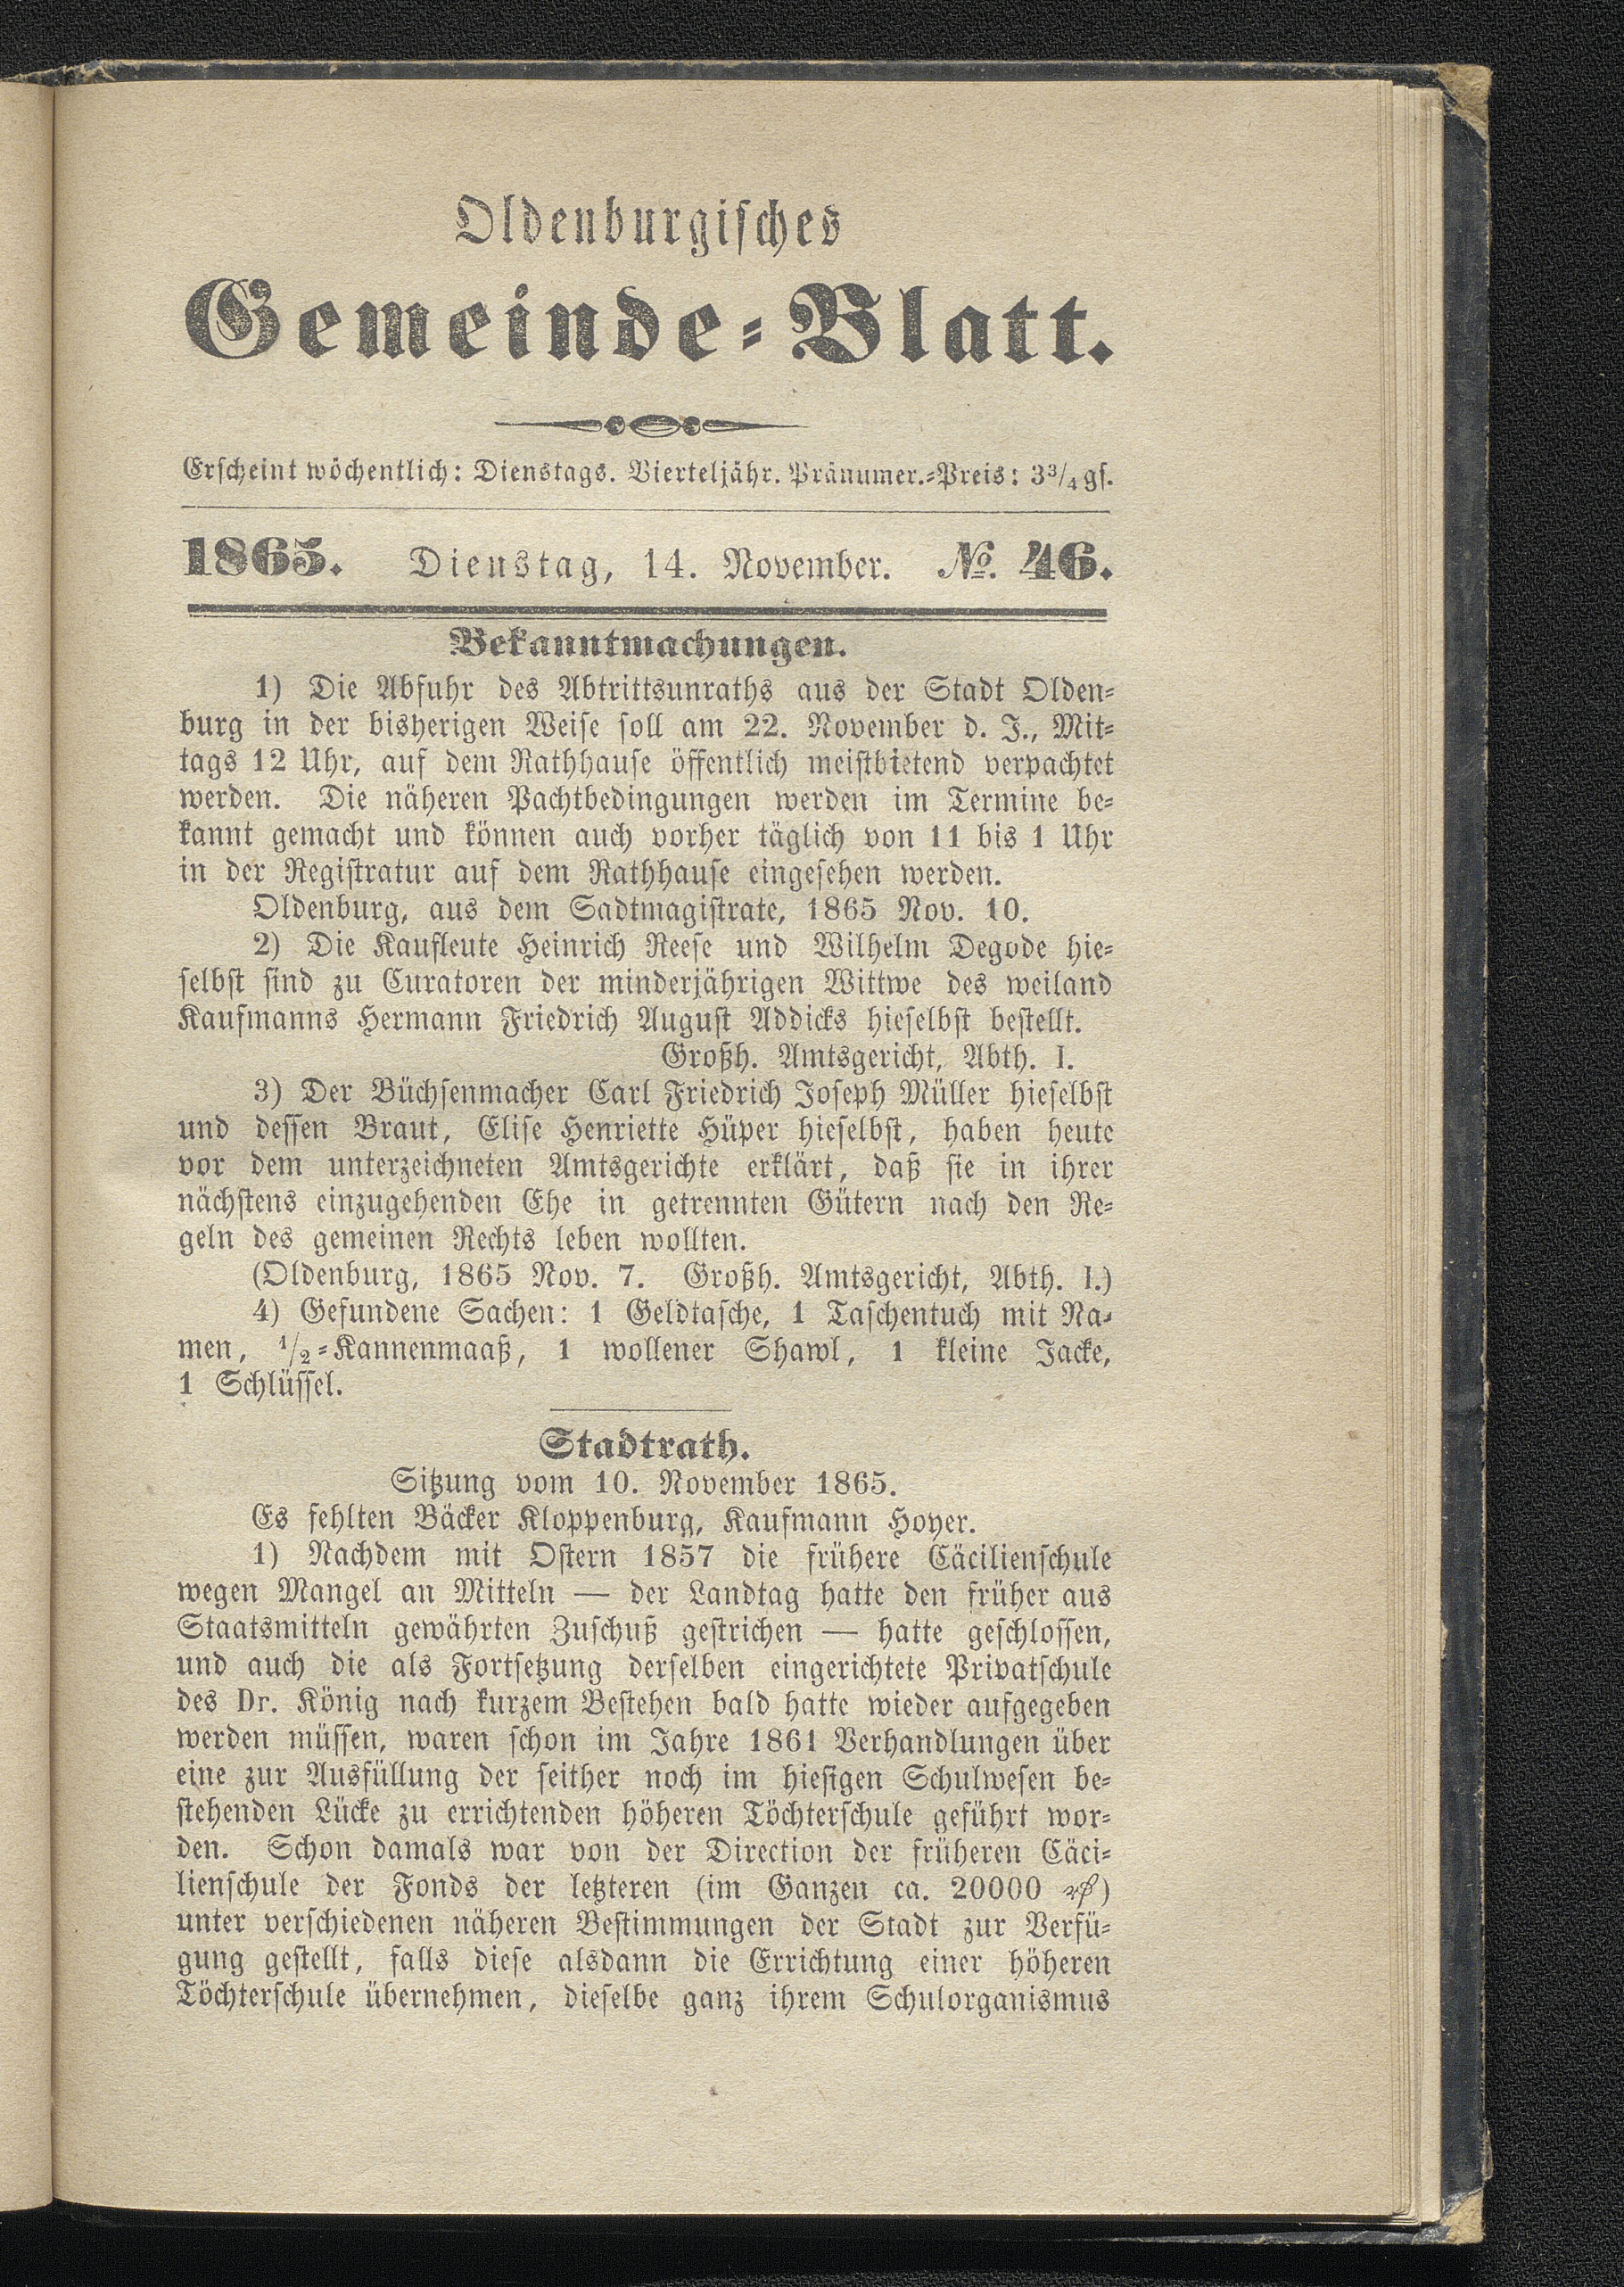 Oldenburgisches
Gemeinde-Blatt.
Erscheint wöchentlich: Dienstags. Vierteljähr. Pränumer.-Preis: 3 3/4 gs.
1865. Dienstag, 14. November. No. 46.
Bekanntmachungen.
1) Die Abfuhr des Abtrittsunraths aus der Stadt Olden-
burg in der bisherigen Weise soll am 22. November d. J., Mit-
tags 12 Uhr, auf dem Rathhause öffentlich meistbietend verpachtet
werden. Die näheren Pachtbedingungen werden im Termine be-
kannt gemacht und können auch vorher täglich von 11 bis 1 Uhr
in der Registratur auf dem Rathhause eingesehen werden.
Oldenburg, aus dem Sadtmagistrate, 1865 Nov. 10.
2) Die Kaufleute Heinrich Reese und Wilhelm Degode hie-
selbst sind zu Curatoren der minderjährigen Wittwe des weiland
Kaufmanns Hermann Friedrich August Addicks hieselbst bestellt.
Großh. Amtsgericht, Abth. I.
3) Der Büchsenmacher Carl Friedrich Joseph Müller hieselbst
und dessen Braut, Elise Henriette Hüper hieselbst, haben heute
vor dem unterzeichneten Amtsgerichte erklärt, daß sie in ihrer
nächstens einzugehenden Ehe in getrennten Gütern nach den Re-
geln des gemeinen Rechts leben wollten.
(Oldenburg, 1865 Nov. 7. Großh. Amtsgericht, Abth. I.)
4) Gefundene Sachen: 1 Geldtasche, 1 Taschentuch mit Na-
men, 1/2-Kannenmaaß, 1 wollener Shawl, 1 kleine Jacke,
1 Schlüssel.
Stadtrath.
Sitzung vom 10. November 1865.
Es fehlten Bäcker Kloppenburg, Kaufmann Hoyer.
1) Nachdem mit Ostern 1857 die frühere Cäcilienschule
wegen Mangel an Mitteln — der Landtag hatte den früher aus
Staatsmitteln gewährten Zuschuß gestrichen — hatte geschlossen,
und auch die als Fortsetzung derselben eingerichtete Privatschule
des Dr. König nach kurzem Bestehen bald hatte wieder aufgegeben
werden müssen, waren schon im Jahre 1861 Verhandlungen über
eine zur Ausfüllung der seither noch im hiesigen Schulwesen be-
stehenden Lücke zu errichtenden höheren Töchterschule geführt wor-
den. Schon damals war von der Direction der früheren Cäci-
lienschule der Fonds der letzteren (im Ganzen ca. 20000 ₰)
unter verschiedenen näheren Bestimmungen der Stadt zur Verfü-
gung gestellt, falls diese alsdann die Errichtung einer höheren
Töchterschule übernehmen, dieselbe ganz ihrem Schulorganismus